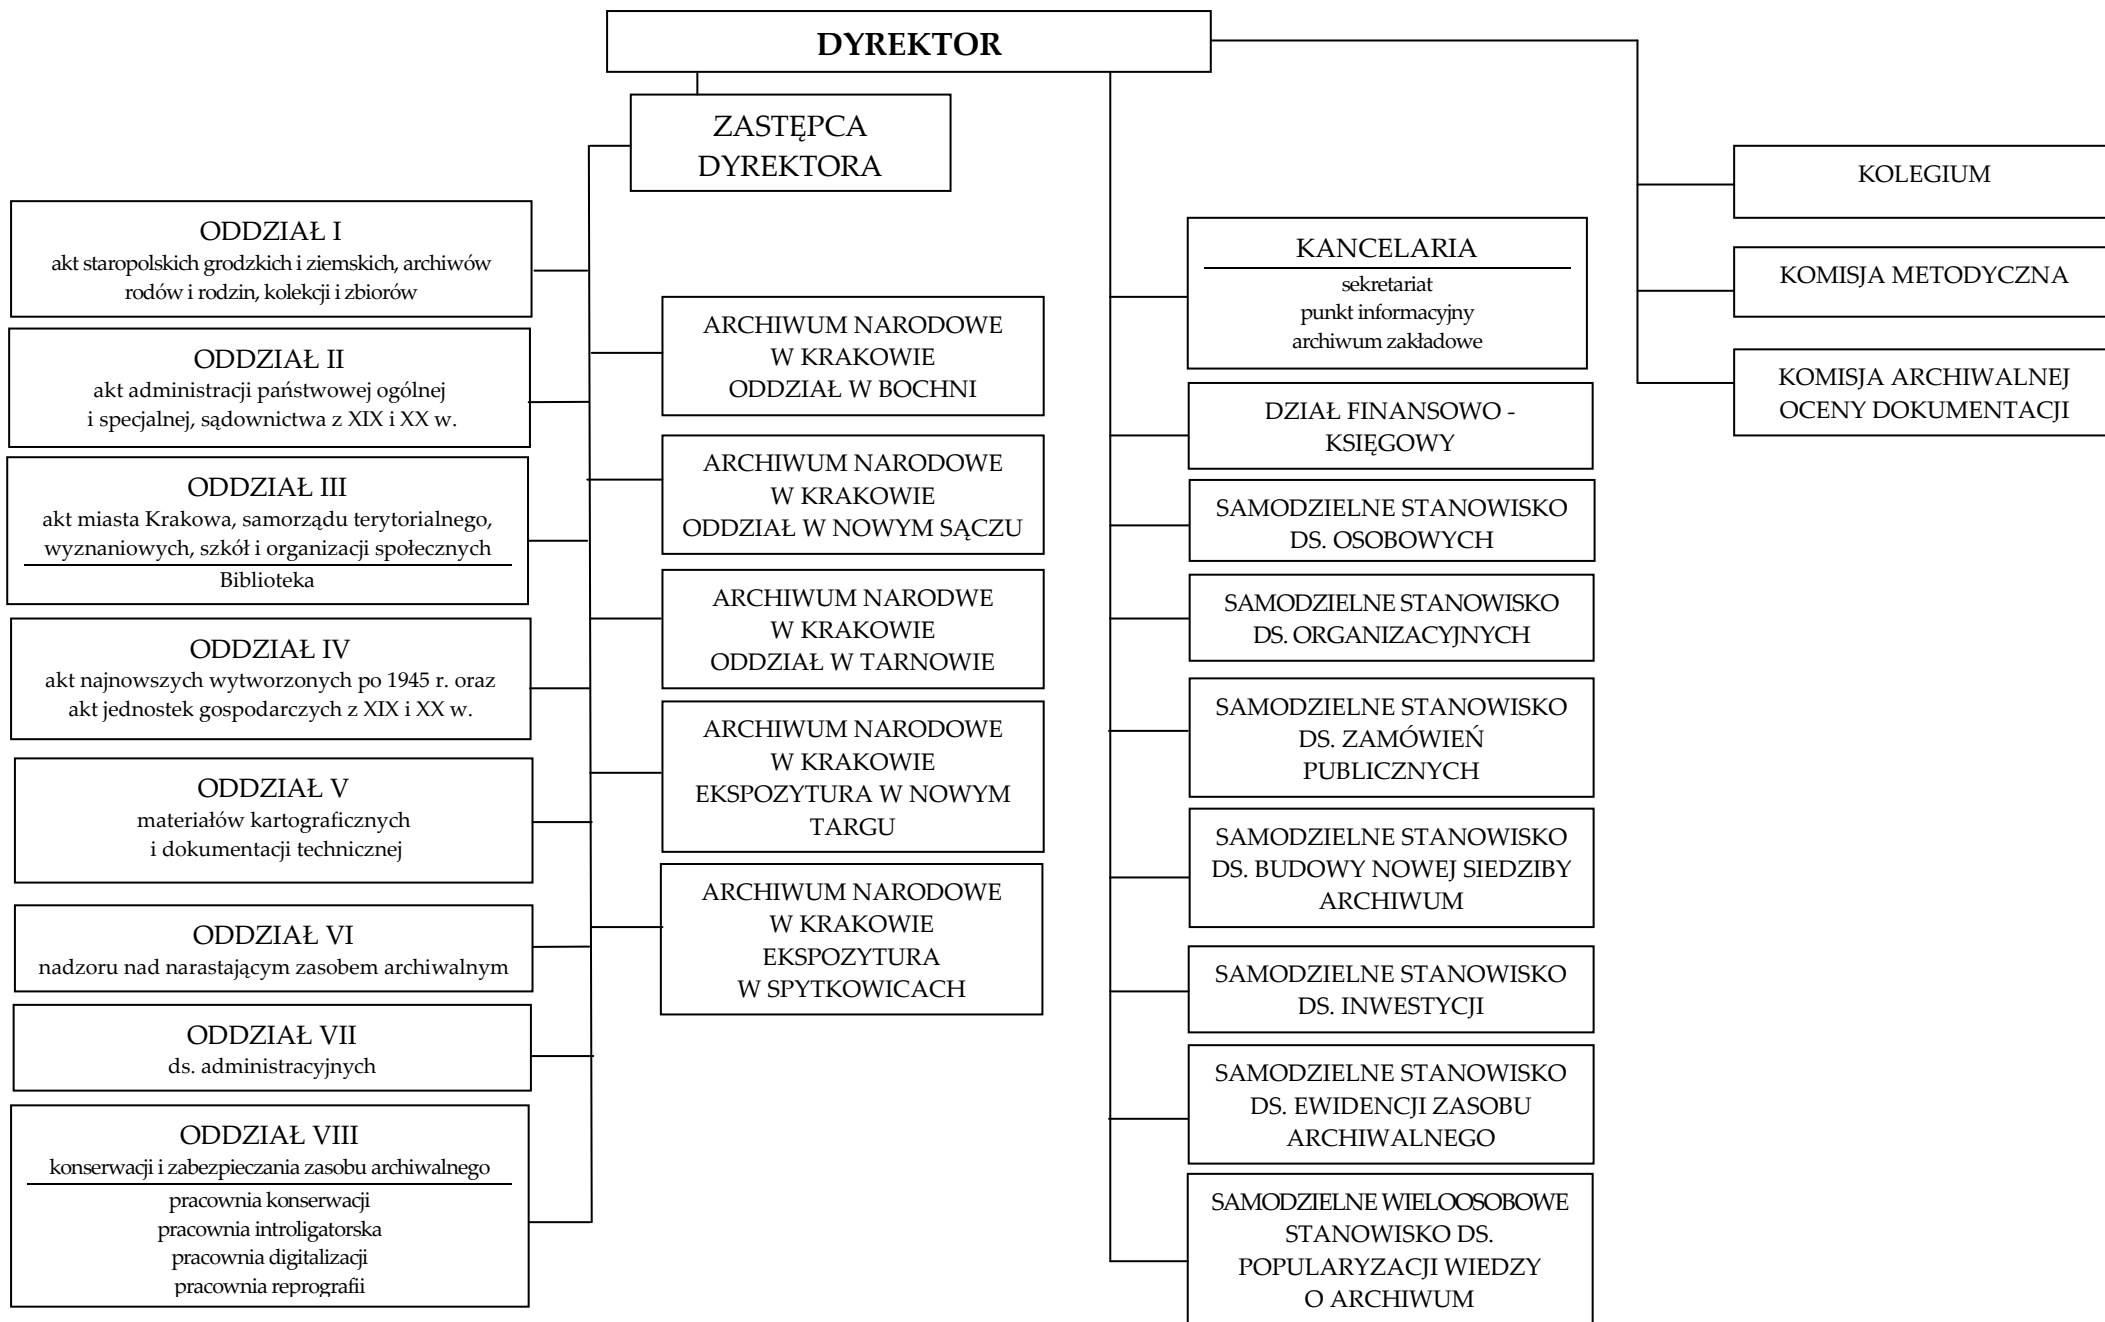 DYREKTOR
ZASTĘPCA
DYREKTORA
ODDZIAŁ I
akt staropolskich grodzkich i ziemskich, archiwów
rodów i rodzin, kolekcji i zbiorów
ODDZIAŁ II
akt administracji państwowej ogólnej
i specjalnej, sądownictwa z XIX i XX w.
ODDZIAŁ III
akt miasta Krakowa, samorządu terytorialnego,
wyznaniowych, szkół i organizacji społecznych
Biblioteka
ODDZIAŁ IV
akt najnowszych wytworzonych po 1945 r. oraz
akt jednostek gospodarczych z XIX i XX w.
ODDZIAŁ V
materiałów kartograficznych
i dokumentacji technicznej
ODDZIAŁ VI
nadzoru nad narastającym zasobem archiwalnym
ODDZIAŁ VII
ds. administracyjnych
ODDZIAŁ VIII
konserwacji i zabezpieczania zasobu archiwalnego
pracownia konserwacji
pracownia introligatorska
pracownia digitalizacji
pracownia reprografii
ARCHIWUM NARODOWE
W KRAKOWIE
ODDZIAŁ W BOCHNI
ARCHIWUM NARODOWE
W KRAKOWIE
ODDZIAŁ W NOWYM SĄCZU
ARCHIWUM NARODWE
W KRAKOWIE
ODDZIAŁ W TARNOWIE
ARCHIWUM NARODOWE
W KRAKOWIE
EKSPOZYTURA W NOWYM
TARGU
ARCHIWUM NARODOWE
W KRAKOWIE
EKSPOZYTURA
W SPYTKOWICACH
KANCELARIA
sekretariat
punkt informacyjny
archiwum zakładowe
DZIAŁ FINANSOWO -
KSIĘGOWY
SAMODZIELNE STANOWISKO
DS. OSOBOWYCH
SAMODZIELNE STANOWISKO
DS. ORGANIZACYJNYCH
SAMODZIELNE STANOWISKO
DS. ZAMÓWIEŃ
PUBLICZNYCH
SAMODZIELNE STANOWISKO
DS. BUDOWY NOWEJ SIEDZIBY
ARCHIWUM
SAMODZIELNE STANOWISKO
DS. INWESTYCJI
SAMODZIELNE STANOWISKO
DS. EWIDENCJI ZASOBU
ARCHIWALNEGO
SAMODZIELNE WIELOOSOBOWE
STANOWISKO DS.
POPULARYZACJI WIEDZY
O ARCHIWUM
KOLEGIUM
KOMISJA METODYCZNA
KOMISJA ARCHIWALNEJ
OCENY DOKUMENTACJI